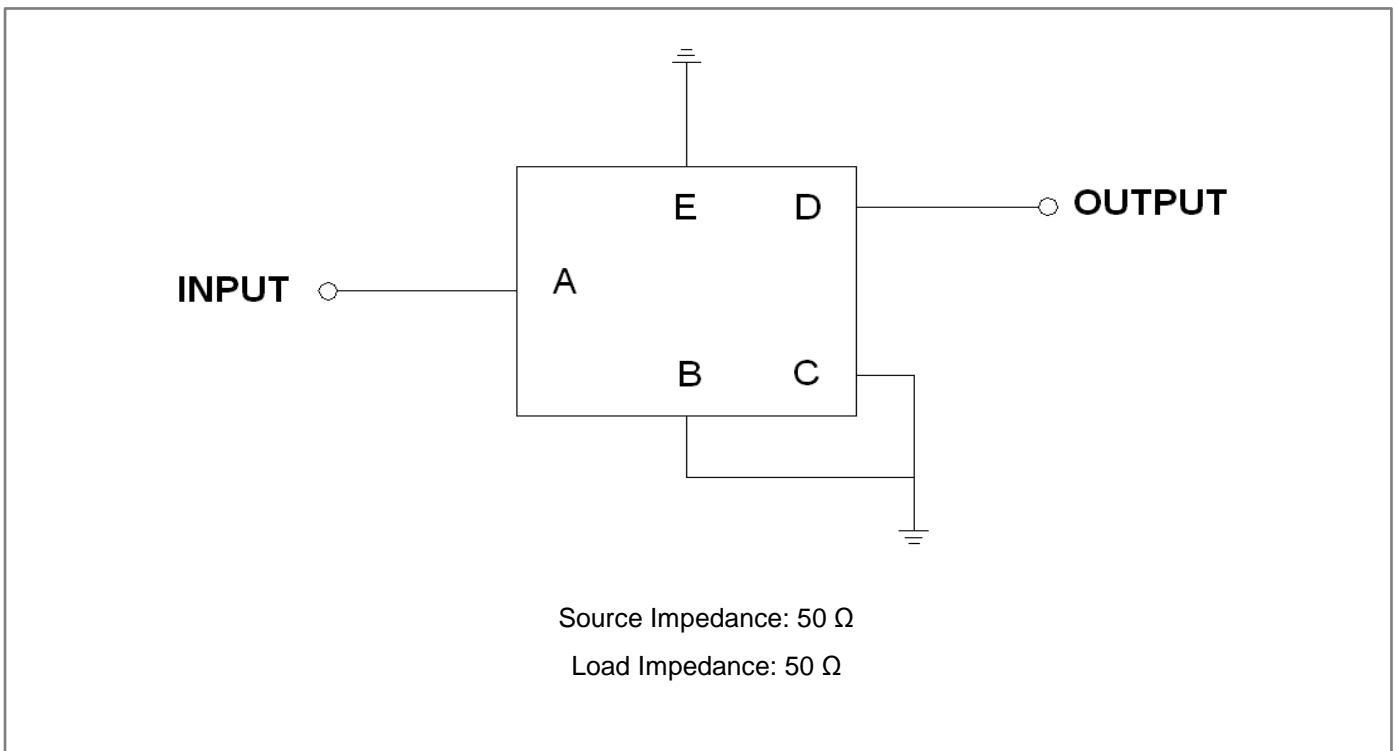 E D
OUTPUT
INPUT
A
B C
Source Impedance: 50 Ω
Load Impedance: 50 Ω